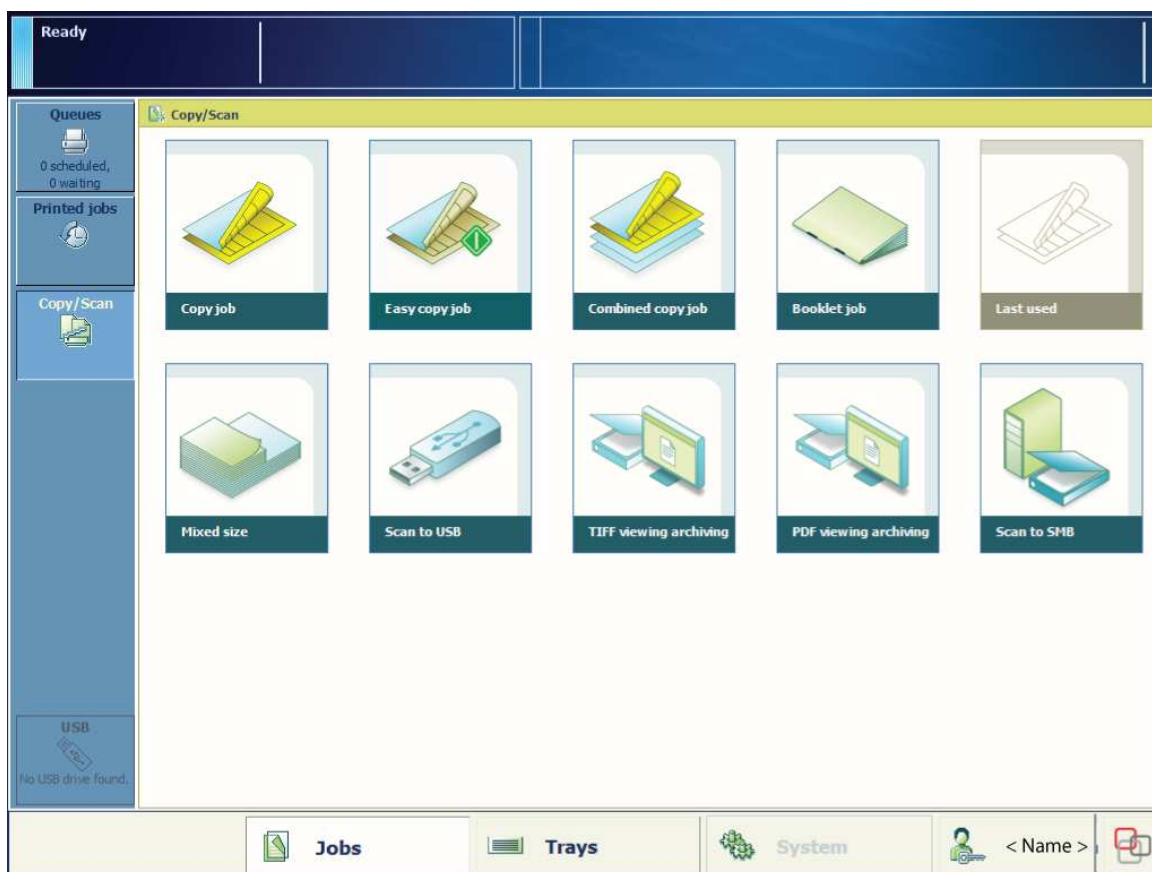 Ready
Queues
0 scheduled,
0 waiting
Printed jobs
Copy/Scan
USB
No USB drive found.
Copy/Scan
Copy job
Easy copy job
Combined copy job
Booklet job
Last used
Mixed size
Scan to USB
TIFF viewing archiving
PDF viewing archiving
Scan to SMB
Jobs
Trays
System
< Name >